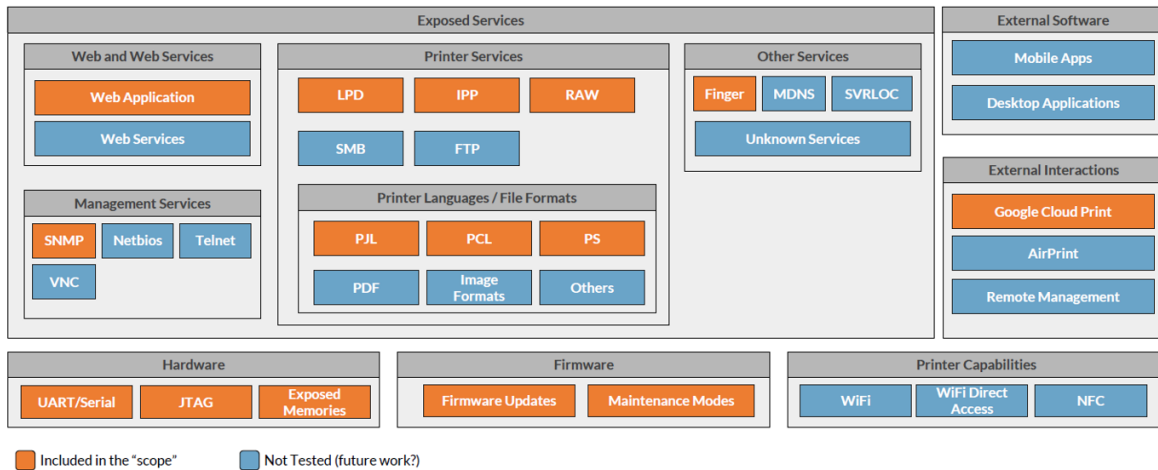 Exposed Services
Web and Web Services
Web Application
Web Services
Management Services
SNMP
Netbios
Telnet
VNC
Printer Services
LPD
IPP
RAW
SMB
FTP
Printer Languages / File Formats
PJL
PCL
PS
PDF
Image
Formats
Others
Other Services
Finger
MDNS
SVRLOC
Unknown Services
External Software
Mobile Apps
Desktop Applications
External Interactions
Google Cloud Print
AirPrint
Remote Management
Hardware
UART/Serial
JTAG
Exposed
Memories
Firmware
Firmware Updates
Maintenance Modes
Printer Capabilities
WiFi
WiFi Direct
Access
NFC
Included in the “scope”
Not Tested (future work?)